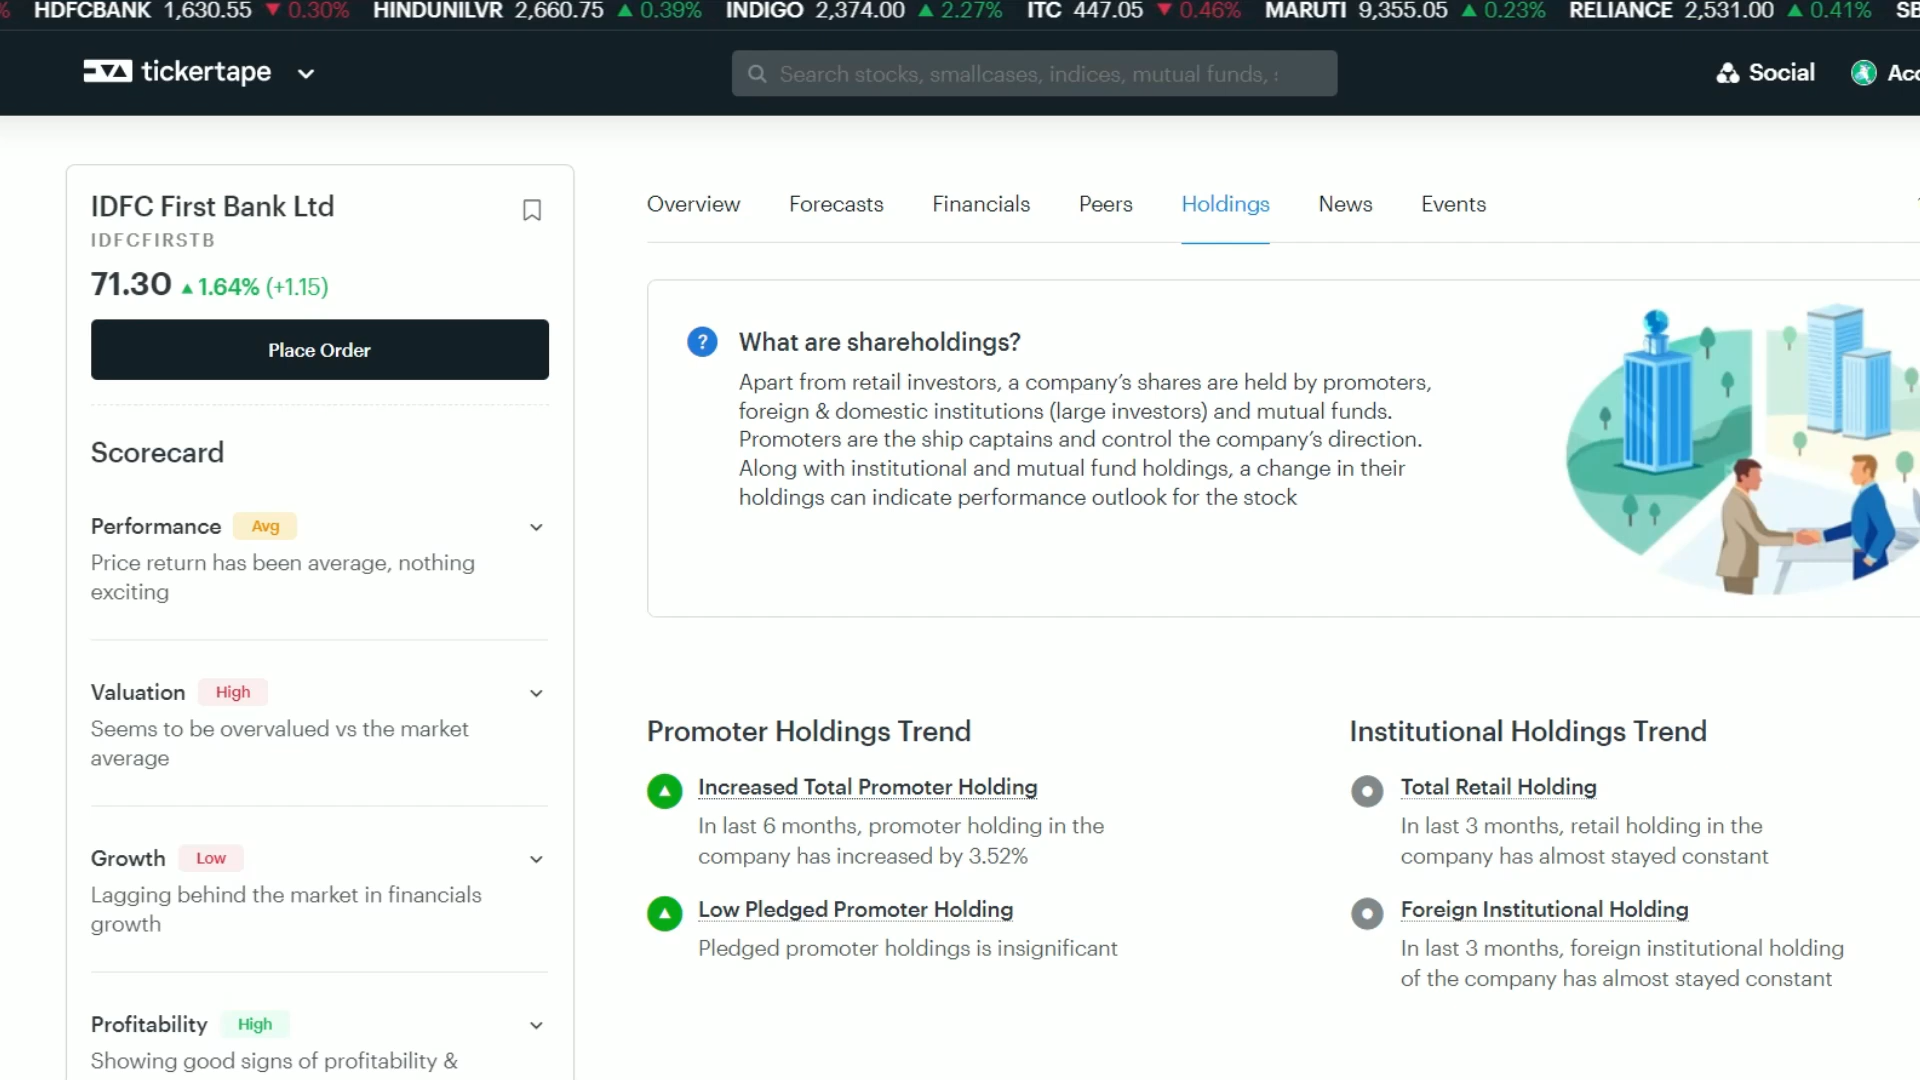 % HDFCBANK 1,630.55 ▼ 0.30% HINDUNILVR 2,660.75 ▲ 0.39% INDIGO 2,374.00 ▲ 2.27% ITC 447.05 ▼ 0.46% MARUTI 9,355.05 ▲ 0.23% RELIANCE 2,531.00 ▲ 0.41%
tickertape
Search stocks, smallcases, indices, mutual funds,
Social
IDFC First Bank Ltd
IDFCFIRSTB
71.30 ▲ 1.64% (+1.15)
Place Order
Scorecard
Performance Avg
Price return has been average, nothing
exciting
Valuation High
Seems to be overvalued vs the market
average
Growth Low
Lagging behind the market in financials
growth
Profitability High
Showing good signs of profitability &
Overview Forecasts Financials Peers Holdings News Events
? What are shareholdings?
Apart from retail investors, a company’s shares are held by promoters,
foreign & domestic institutions (large investors) and mutual funds.
Promoters are the ship captains and control the company’s direction.
Along with institutional and mutual fund holdings, a change in their
holdings can indicate performance outlook for the stock
Promoter Holdings Trend
Increased Total Promoter Holding
In last 6 months, promoter holding in the
company has increased by 3.52%
Low Pledged Promoter Holding
Pledged promoter holdings is insignificant
Institutional Holdings Trend
Total Retail Holding
In last 3 months, retail holding in the
company has almost stayed constant
Foreign Institutional Holding
In last 3 months, foreign institutional holding
of the company has almost stayed constant